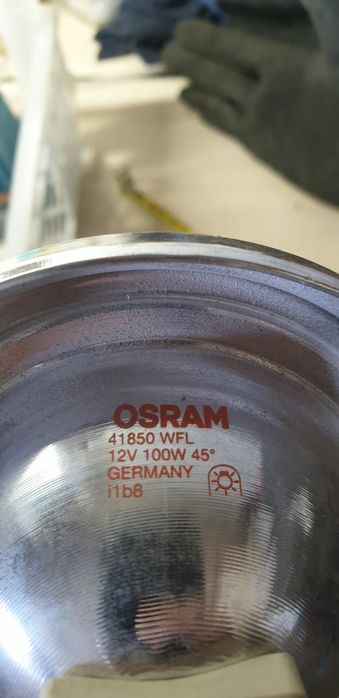 OSRAM
41850 WFL
12V 100W 45°
GERMANY
i1b8